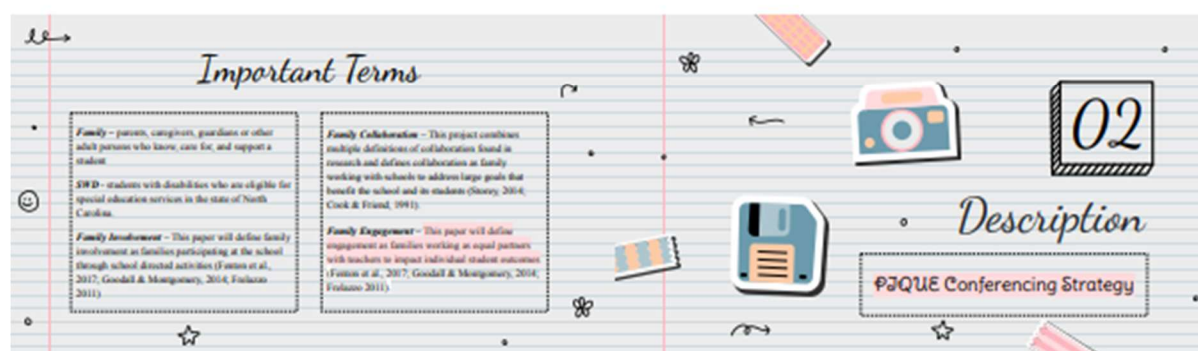 Important Terms
Family – parents, caregivers, guardians or other
adult persons who know, care for, and support a
student
SWD - students with disabilities who are eligible for
special education services in the state of North
Carolina.
Family Involvement – This paper will define family
involvement as families participating at the school
through school directed activities (Fenton et al.,
2017; Goodall & Montgomery, 2014; Frelazzo
2011)
Family Collaboration – This project combines
multiple definitions of collaboration found in
research and defines collaboration as family
working with schools to address large goals that
benefit the school and its students (Storey, 2014;
Cook & Friend, 1991).
Family Engagement – This paper will define
engagement as families working as equal partners
with teachers to impact individual student outcomes
(Fenton et al., 2017; Goodall & Montgomery, 2014;
Frelazzo 2011).
02
Description
PIQUE Conferencing Strategy